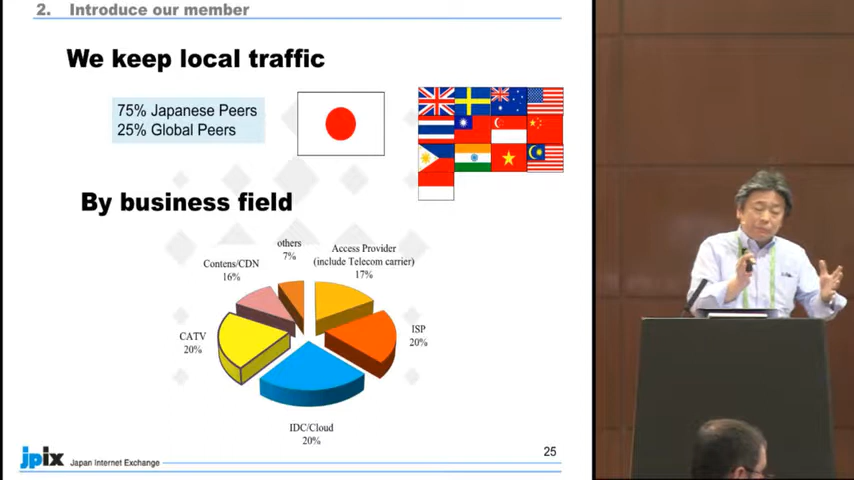 2. Introduce our member
We keep local traffic
75% Japanese Peers
25% Global Peers
By business field
others
7%
Access Provider
(include Telecom carrier)
17%
Contens/CDN
16%
CATV
20%
ISP
20%
IDC/Cloud
20%
jpix Japan Internet Exchange
25